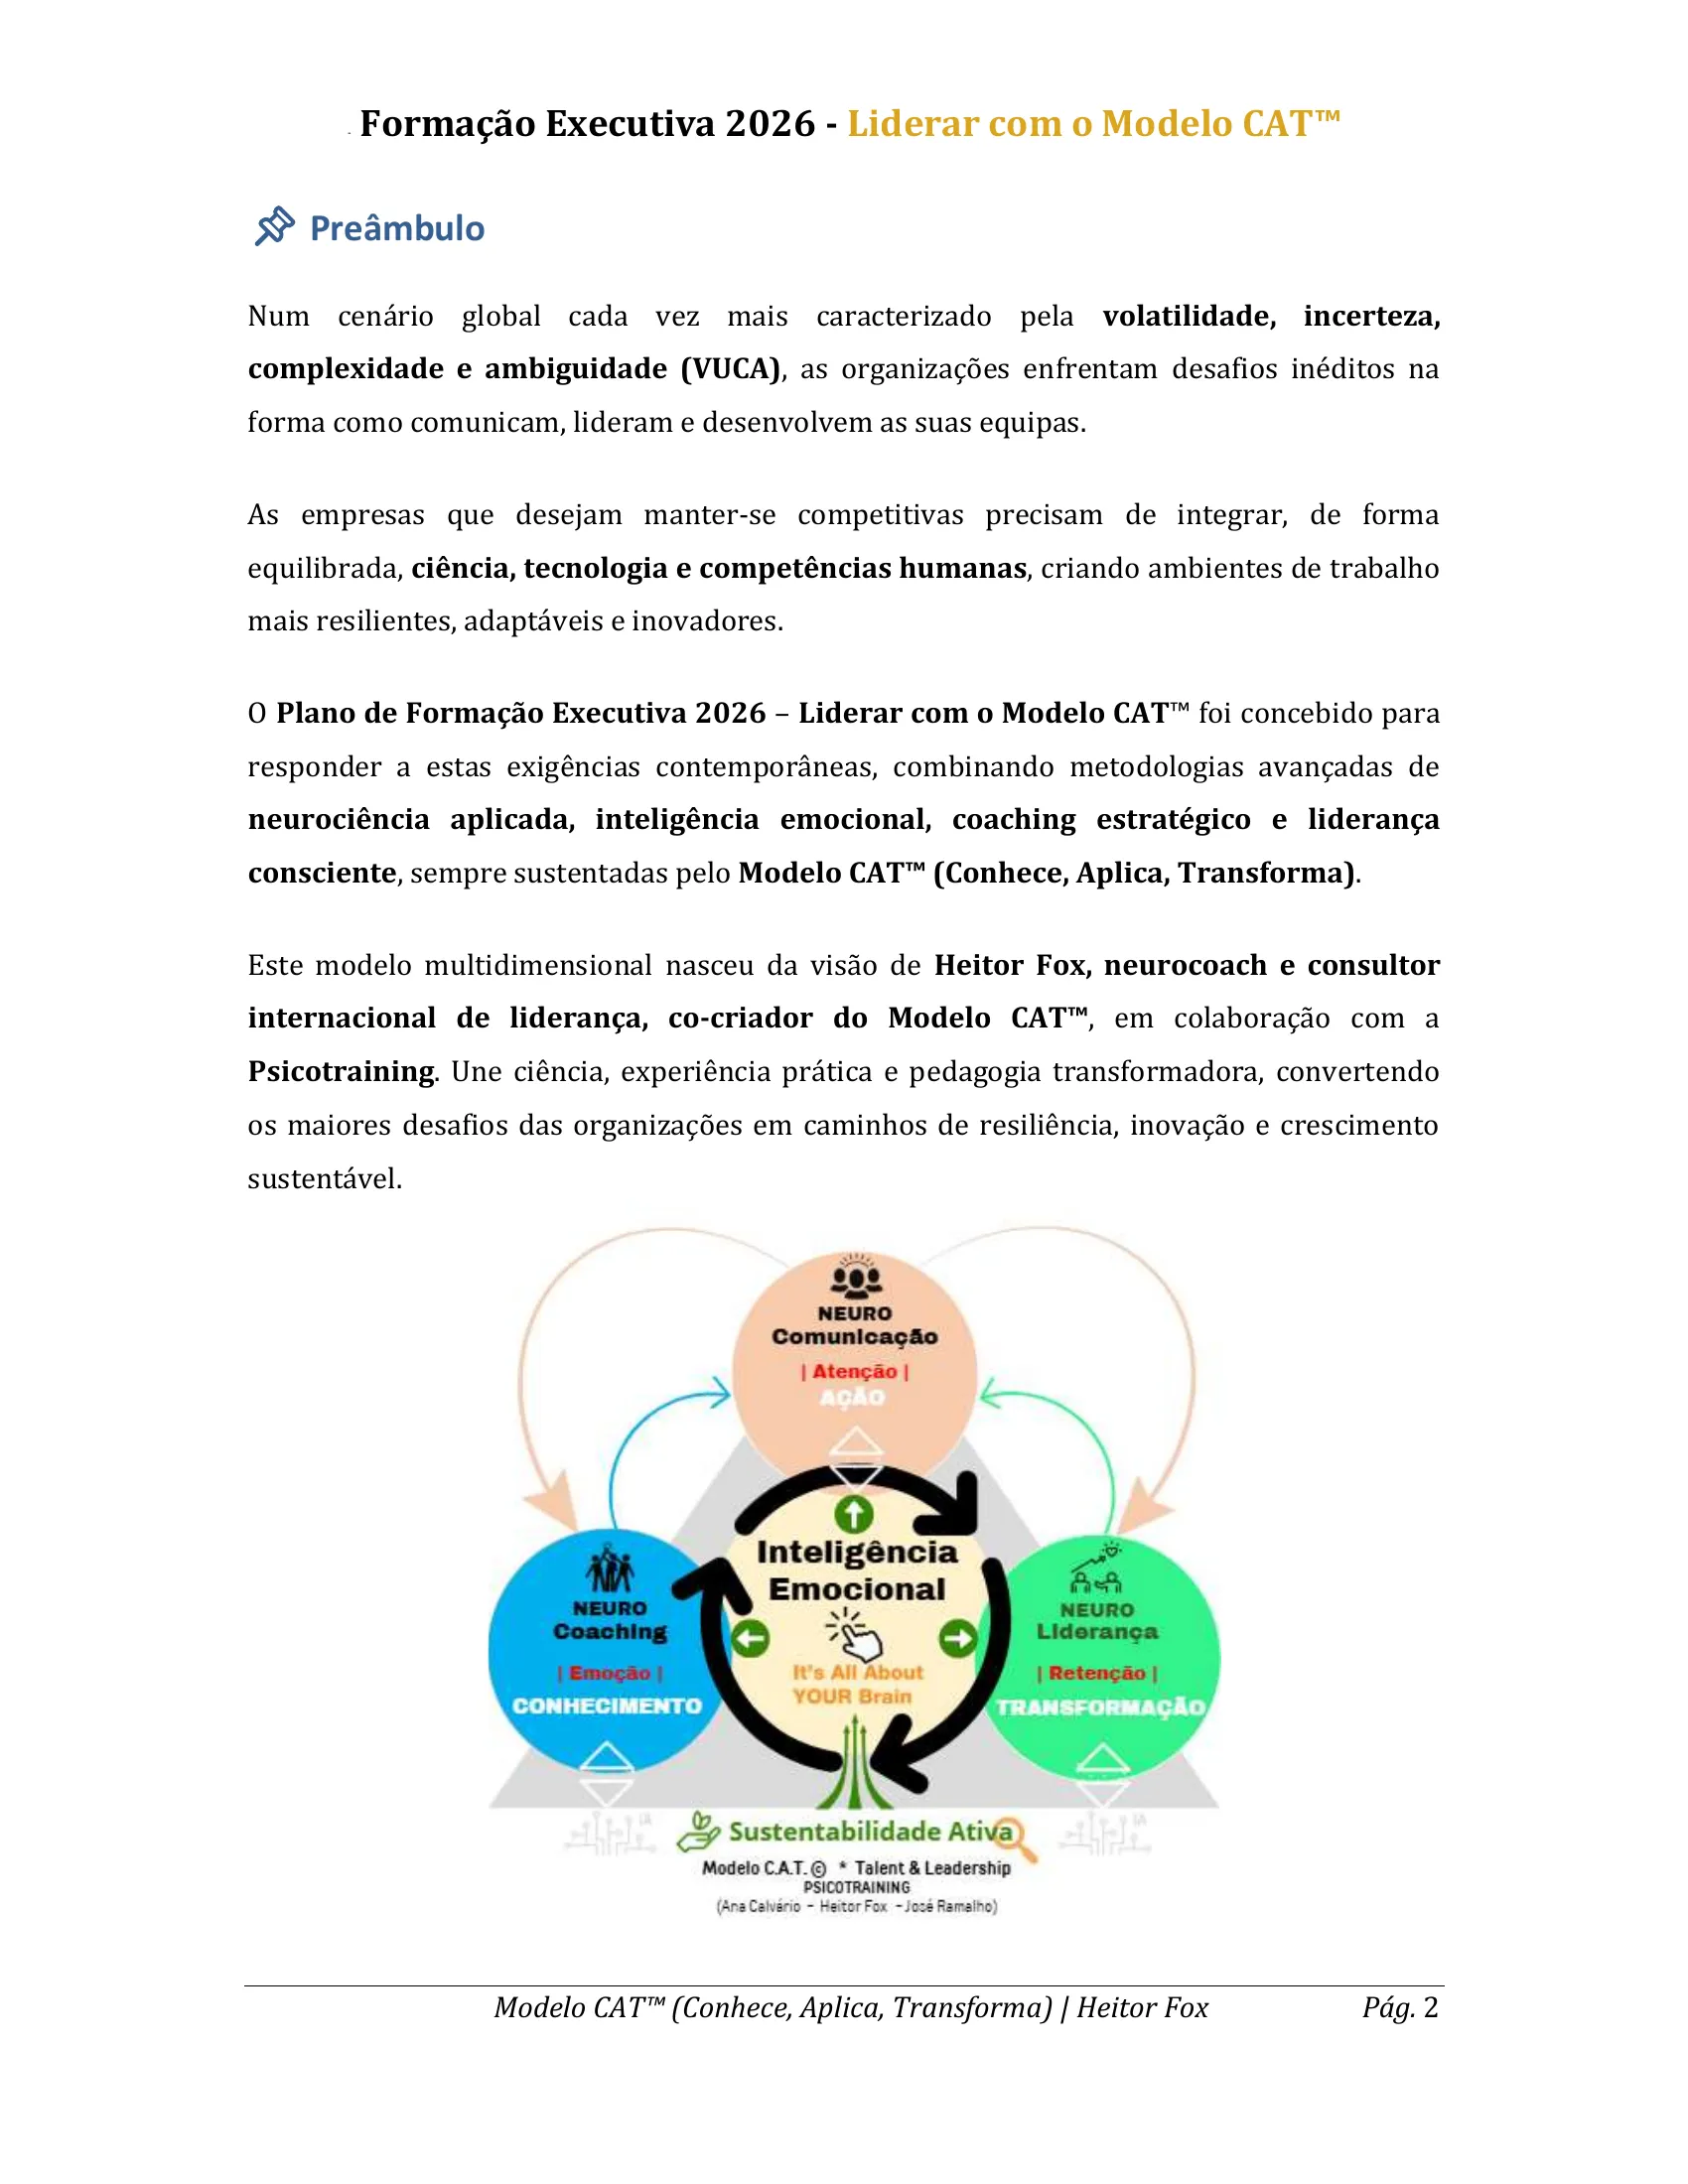 Formação Executiva 2026 - Liderar com o Modelo CAT™
Preâmbulo
Num cenário global cada vez mais caracterizado pela volatilidade, incerteza,
complexidade e ambiguidade (VUCA), as organizações enfrentam desafios inéditos na
forma como comunicam, lideram e desenvolvem as suas equipas.
As empresas que desejam manter-se competitivas precisam de integrar, de forma
equilibrada, ciência, tecnologia e competências humanas, criando ambientes de trabalho
mais resilientes, adaptáveis e inovadores.
O Plano de Formação Executiva 2026 – Liderar com o Modelo CAT™ foi concebido para
responder a estas exigências contemporâneas, combinando metodologias avançadas de
neurociência aplicada, inteligência emocional, coaching estratégico e liderança
consciente, sempre sustentadas pelo Modelo CAT™ (Conhece, Aplica, Transforma).
Este modelo multidimensional nasceu da visão de Heitor Fox, neurocoach e consultor
internacional de liderança, co-criador do Modelo CAT™, em colaboração com a
Psicotraining. Une ciência, experiência prática e pedagogia transformadora, convertendo
os maiores desafios das organizações em caminhos de resiliência, inovação e crescimento
sustentável.
NEURO
Comunicação
| Atenção |
AÇÃO
Inteligência
Emocional
It's All About
YOUR Brain
NEURO
Coaching
| Emoção |
CONHECIMENTO
NEURO
Liderança
| Retenção |
TRANSFORMAÇÃO
IA
IA
Sustentabilidade Ativa
Modelo C.A.T.© * Talent & Leadership
PSICOTRAINING
(Ana Calvário - Heitor Fox - José Ramalho)
Modelo CAT™ (Conhece, Aplica, Transforma) | Heitor Fox Pág. 2